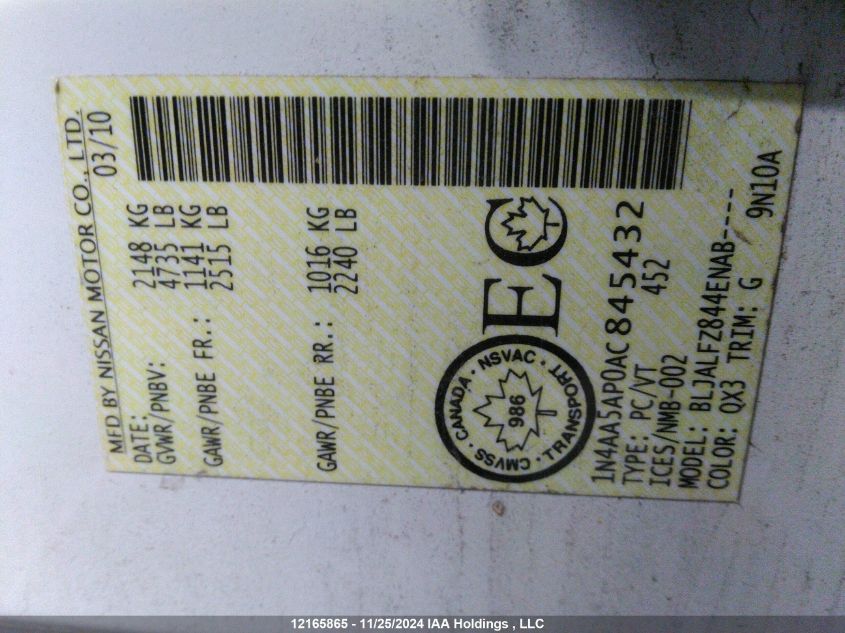 MFD BY NISSAN MOTOR CO., LTD.
DATE: 03/10
GVWR/PNBV: 2148 KG
4735 LB
GAWR/PNBE FR.: 1141 KG
2515 LB
GAWR/PNBE RR.: 1016 KG
2240 LB
CMVSS · CANADA · NSVAC · TRANSPORT
986
EC
1N4AA5AP0AC845432
TYPE: PC/VT 452
ICES/NMB-002
MODEL: BLJALFZ844ENAB----
COLOR: QX3 TRIM: G 9N10A
12165865 - 11/25/2024 IAA Holdings , LLC